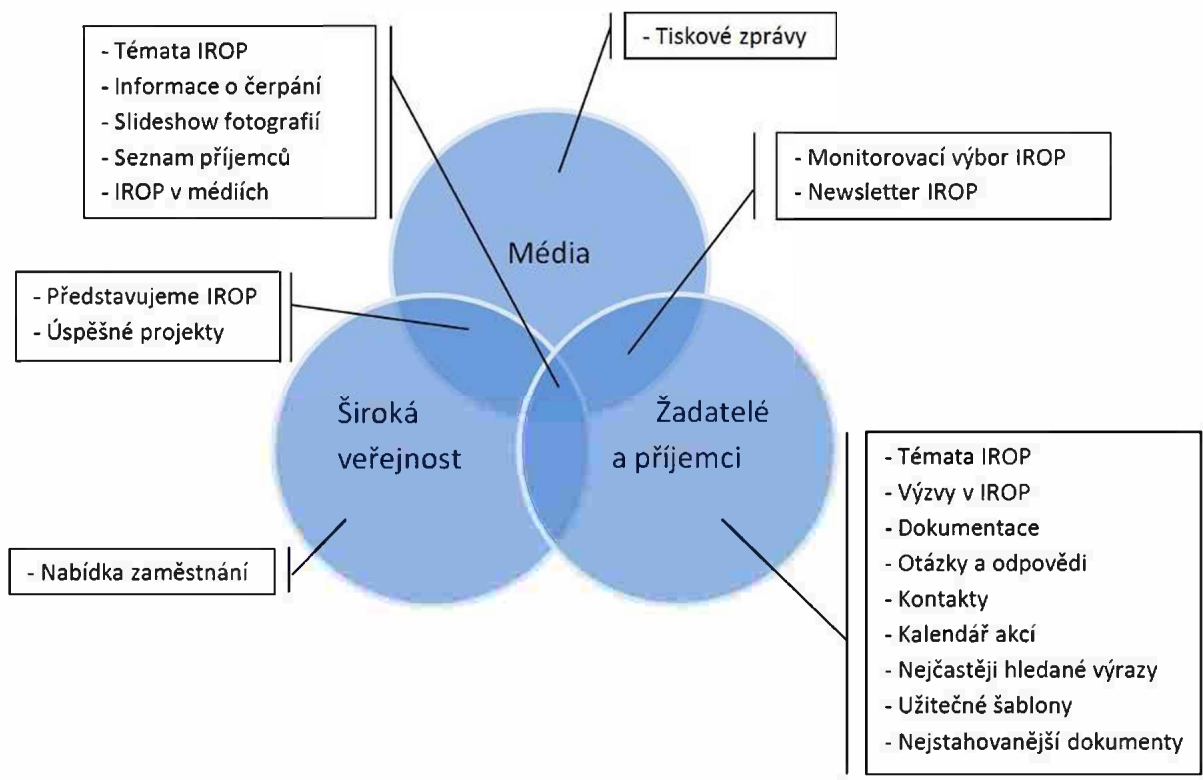 - Tiskové zprávy
- Témata IROP
- Informace o čerpání
- Slideshow fotografií
- Seznam příjemců
- IROP v médiích
- Monitorovací výbor IROP
- Newsletter IROP
Média
- Představujeme IROP
- Úspěšné projekty
Široká
veřejnost
Žadatelé
a příjemci
- Nabídka zaměstnání
- Témata IROP
- Výzvy v IROP
- Dokumentace
- Otázky a odpovědi
- Kontakty
- Kalendář akcí
- Nejčastěji hledané výrazy
- Užitečné šablony
- Nejstahovanější dokumenty